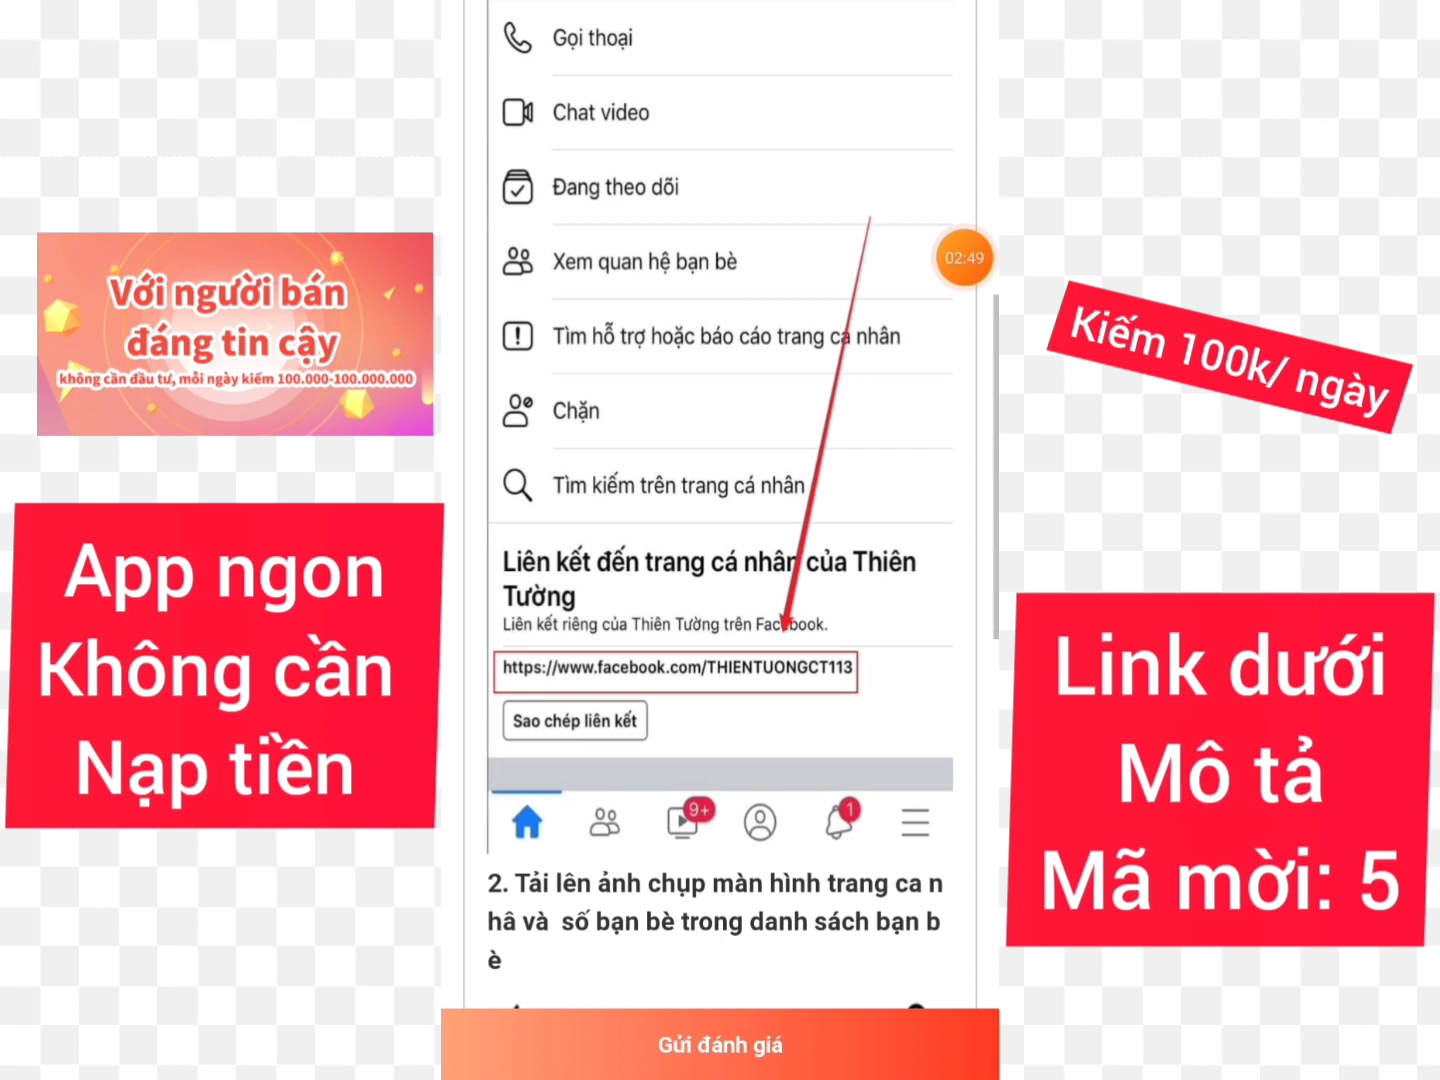 Gọi thoại
Chat video
Đang theo dõi
Xem quan hệ bạn bè
02:49
Tìm hỗ trợ hoặc báo cáo trang cá nhân
Chặn
Tìm kiếm trên trang cá nhân
Liên kết đến trang cá nhân của Thiên
Tường
Liên kết riêng của Thiên Tường trên Facebook.
https://www.facebook.com/THIENTUONGCT113
Sao chép liên kết
9+
1
2. Tải lên ảnh chụp màn hình trang ca n
hâ và số bạn bè trong danh sách bạn b
è
Gửi đánh giá
Với người bán
đáng tin cậy
không cần đầu tư, mỗi ngày kiếm 100.000-100.000.000
App ngon
Không cần
Nạp tiền
Kiếm 100k/ ngày
Link dưới
Mô tả
Mã mời: 5